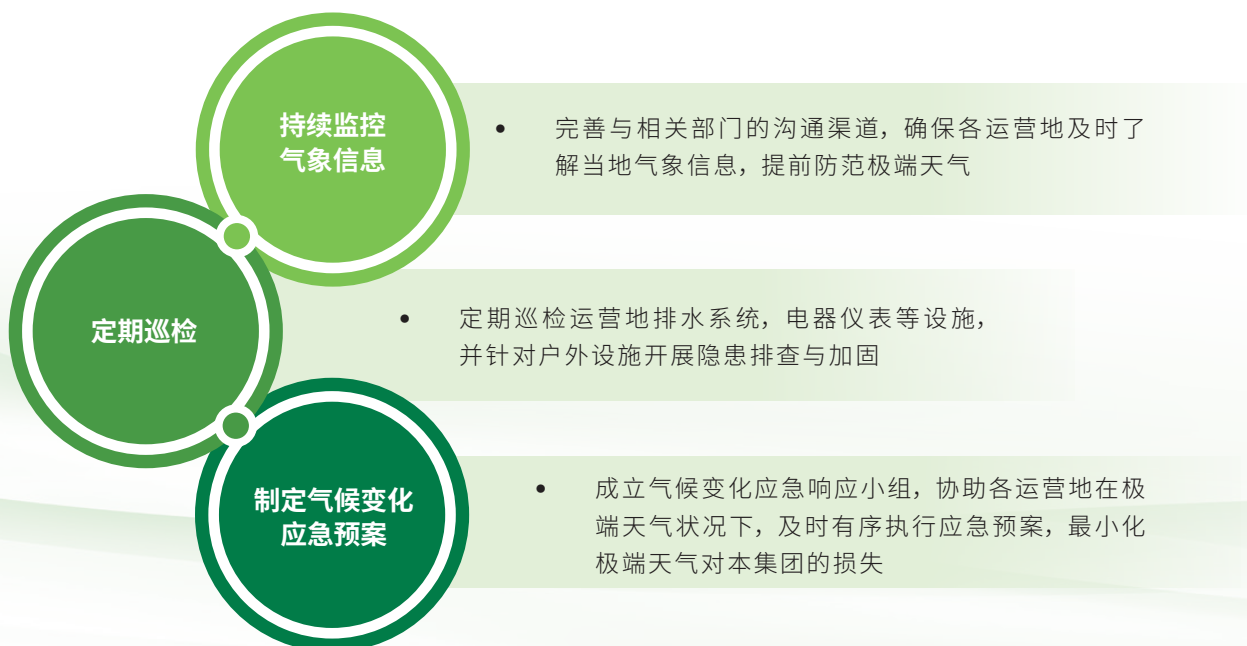 持续监控
气象信息
• 完善与相关部门的沟通渠道，确保各运营地及时了
解当地气象信息，提前防范极端天气
定期巡检
• 定期巡检运营地排水系统，电器仪表等设施，
并针对户外设施开展隐患排查与加固
制定气候变化
应急预案
• 成立气候变化应急响应小组，协助各运营地在极
端天气状况下，及时有序执行应急预案，最小化
极端天气对本集团的损失